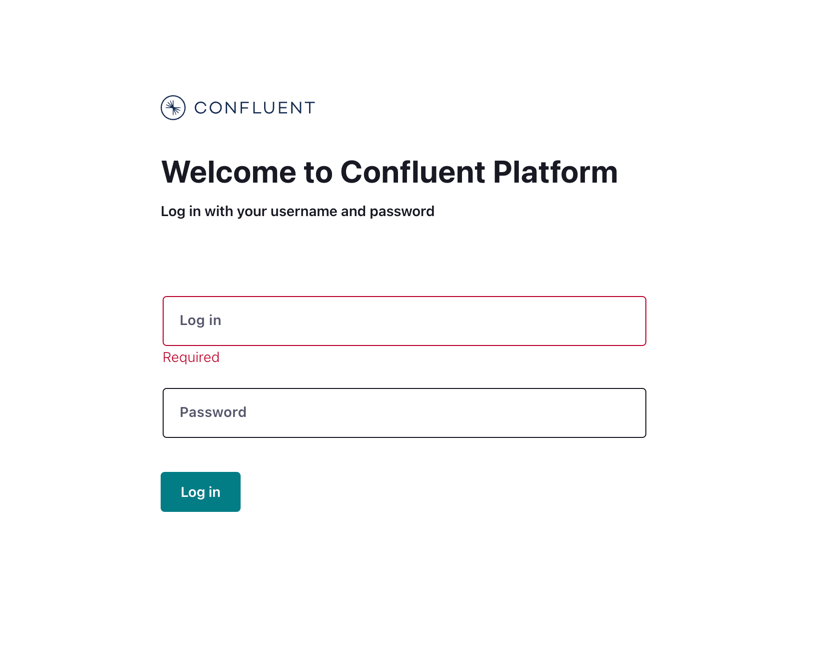 CONFLUENT
Welcome to Confluent Platform
Log in with your username and password
Log in
Required
Password
Log in